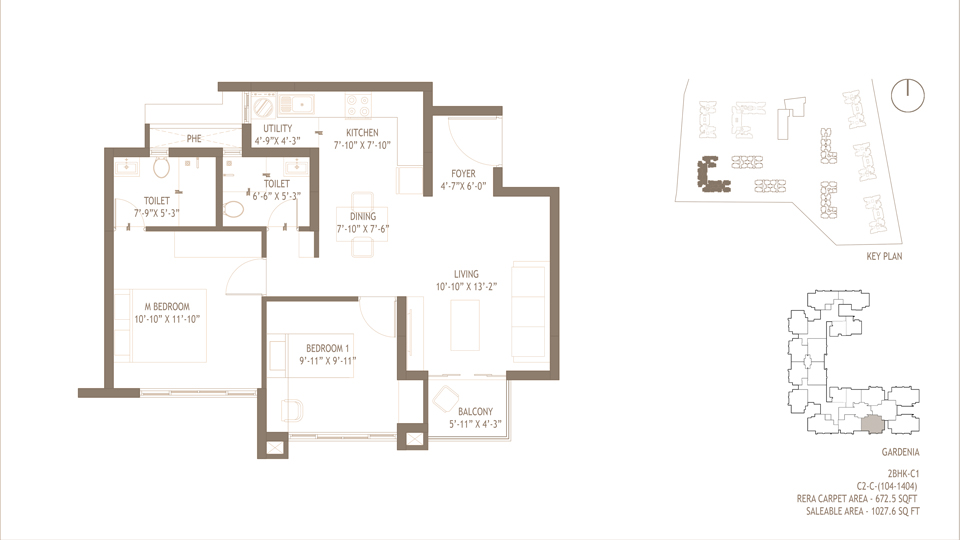 UTILITY
4'-9" X 4'-3"
KITCHEN
7'-10" X 7'-10"
PHE
FOYER
4'-7"X 6'-0"
TOILET
7'-9"X 5'-3"
TOILET
6'-6" X 5'-3"
DINING
7'-10" X 7'-6"
LIVING
10'-10" X 13'-2"
M BEDROOM
10'-10" X 11'-10"
BEDROOM 1
9'-11" X 9'-11"
BALCONY
5'-11" X 4'-3"
KEY PLAN
GARDENIA
2BHK-C1
C2-C-(104-1404)
RERA CARPET AREA - 672.5 SQFT
SALEABLE AREA - 1027.6 SQ FT